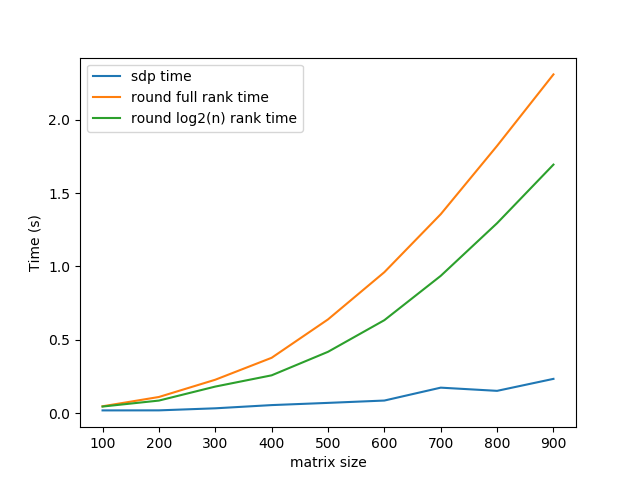 sdp time
round full rank time
round log2(n) rank time
Time (s)
2.0
1.5
1.0
0.5
0.0
100 200 300 400 500 600 700 800 900
matrix size